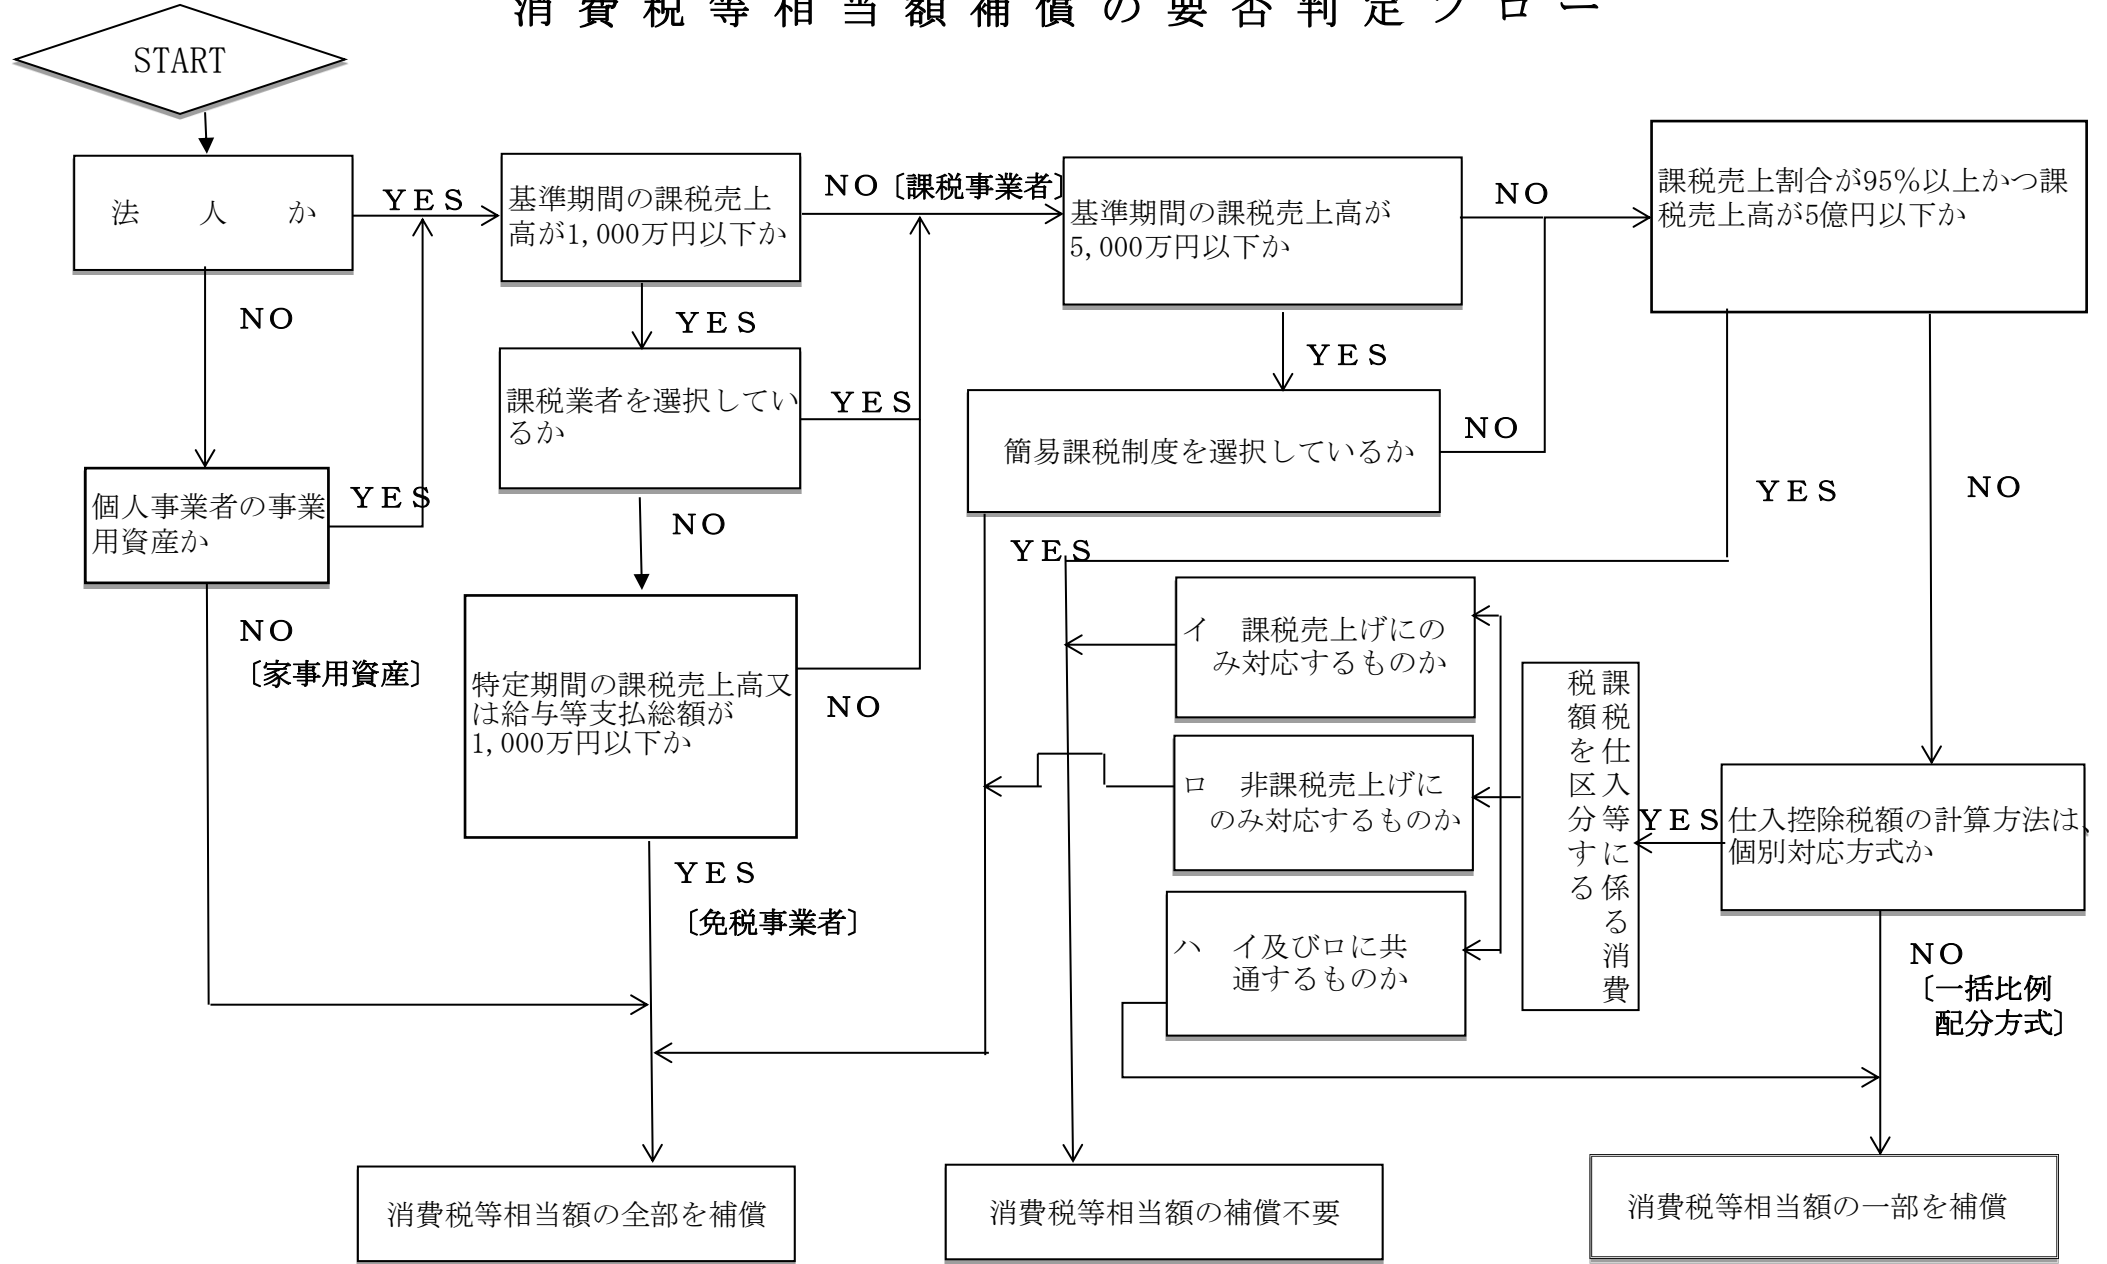 消費税等相当額補償の要否判定フロー
START
法　人　か
YES
基準期間の課税売上
高が1,000万円以下か
NO〔課税事業者〕
基準期間の課税売上高が
5,000万円以下か
NO
課税売上割合が95%以上かつ課
税売上高が5億円以下か
NO
YES
YES
課税業者を選択してい
るか
YES
簡易課税制度を選択しているか
NO
個人事業者の事業
用資産か
YES
NO
YES
YES
NO
NO
〔家事用資産〕
特定期間の課税売上高又
は給与等支払総額が
1,000万円以下か
NO
イ　課税売上げにの
み対応するものか
ロ　非課税売上げに
のみ対応するものか
ハ　イ及びロに共
通するものか
課税仕入等に係る消費
税額を区分する
YES
仕入控除税額の計算方法は、
個別対応方式か
YES
〔免税事業者〕
NO
〔一括比例
配分方式〕
消費税等相当額の全部を補償
消費税等相当額の補償不要
消費税等相当額の一部を補償